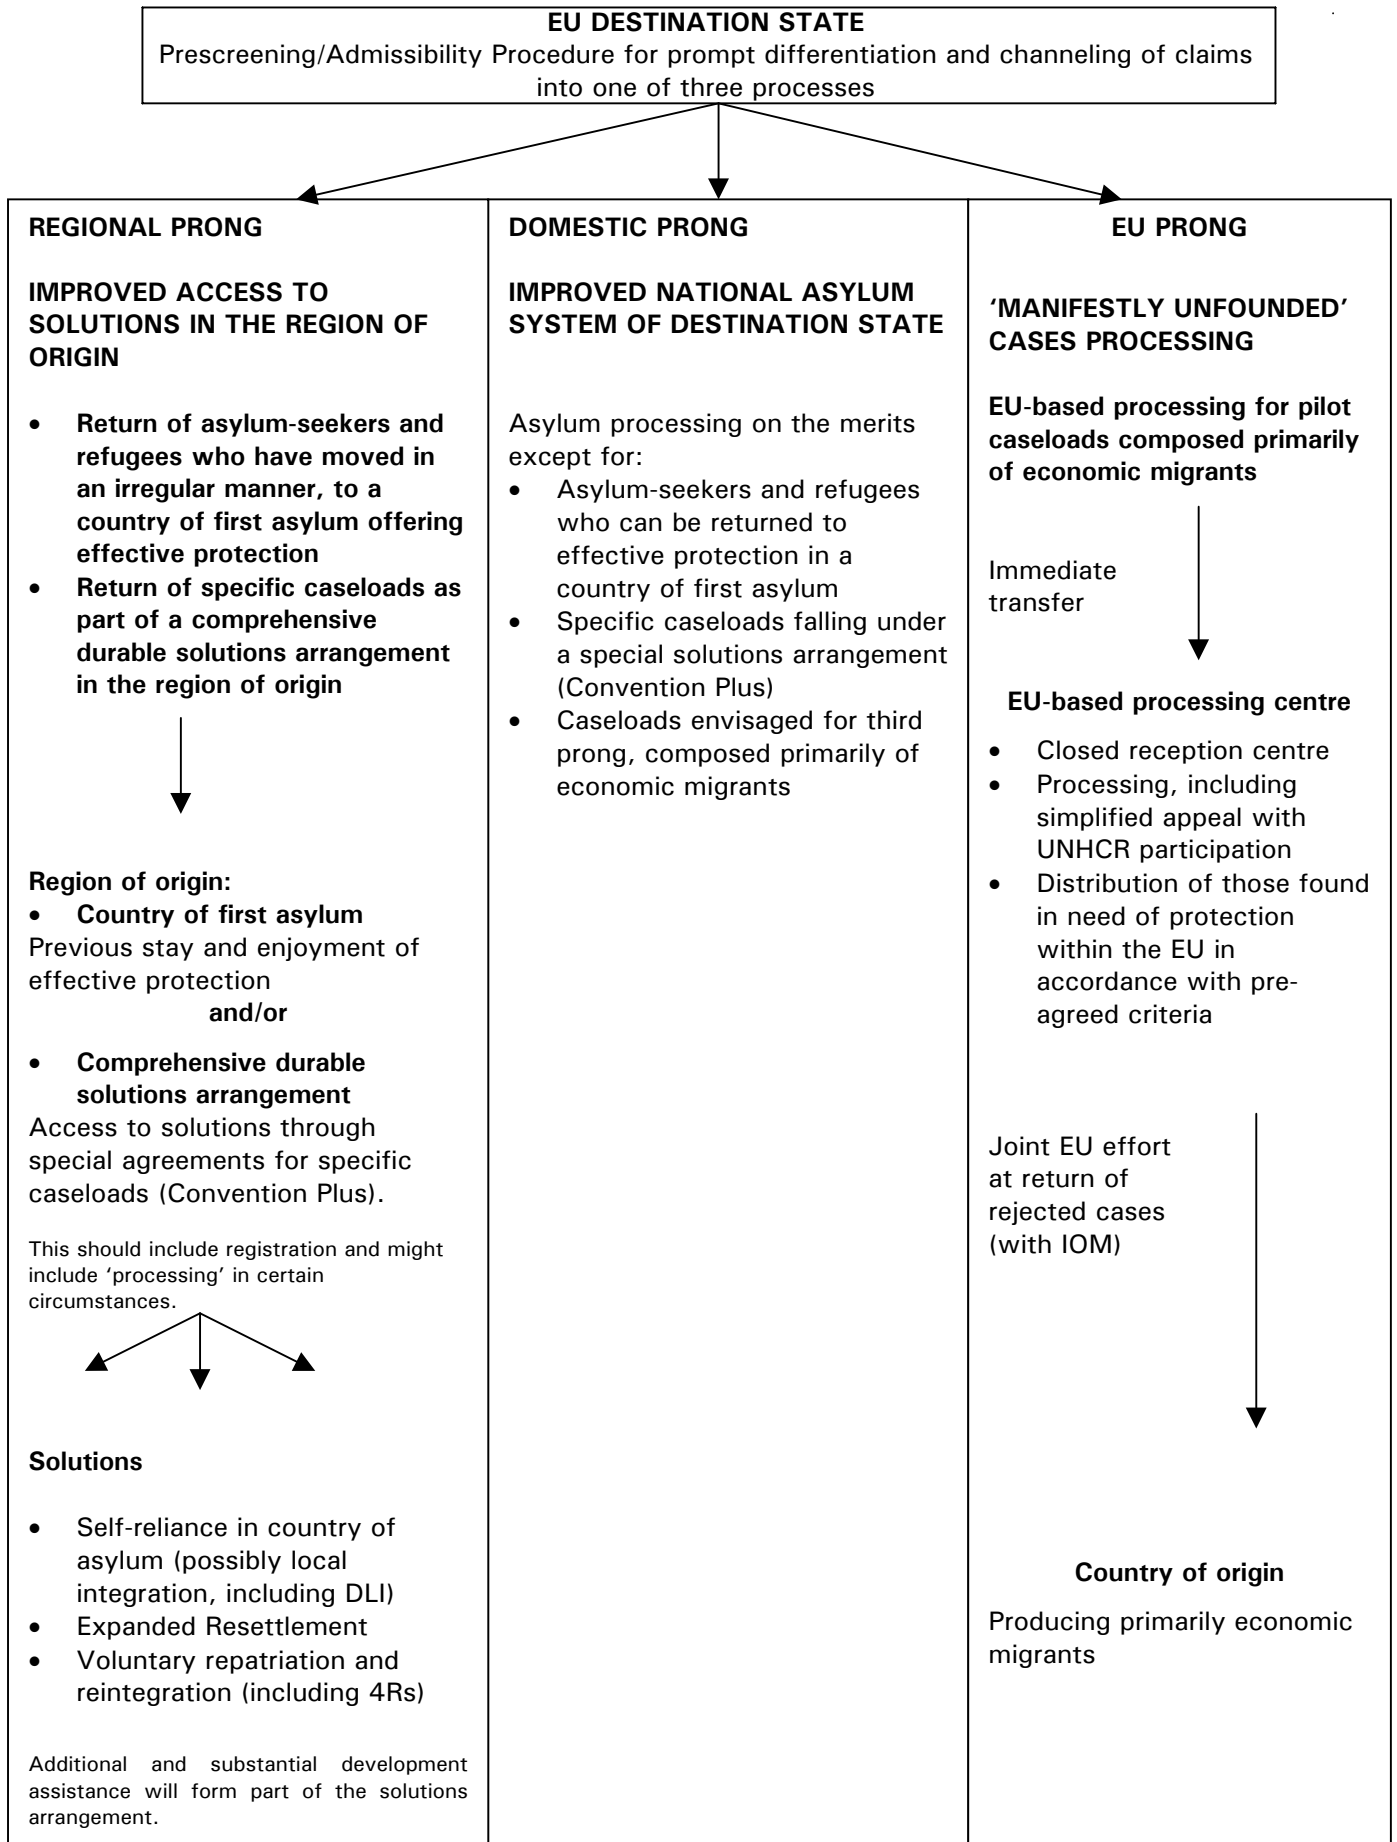 EU DESTINATION STATE
Prescreening/Admissibility Procedure for prompt differentiation and channeling of claims
into one of three processes
REGIONAL PRONG
IMPROVED ACCESS TO
SOLUTIONS IN THE REGION OF
ORIGIN
• Return of asylum-seekers and
refugees who have moved in
an irregular manner, to a
country of first asylum offering
effective protection
• Return of specific caseloads as
part of a comprehensive
durable solutions arrangement
in the region of origin
Region of origin:
• Country of first asylum
Previous stay and enjoyment of
effective protection
and/or
• Comprehensive durable
solutions arrangement
Access to solutions through
special agreements for specific
caseloads (Convention Plus).
This should include registration and might
include ‘processing’ in certain
circumstances.
Solutions
• Self-reliance in country of
asylum (possibly local
integration, including DLI)
• Expanded Resettlement
• Voluntary repatriation and
reintegration (including 4Rs)
Additional and substantial development
assistance will form part of the solutions
arrangement.
DOMESTIC PRONG
IMPROVED NATIONAL ASYLUM
SYSTEM OF DESTINATION STATE
Asylum processing on the merits
except for:
• Asylum-seekers and refugees
who can be returned to
effective protection in a
country of first asylum
• Specific caseloads falling under
a special solutions arrangement
(Convention Plus)
• Caseloads envisaged for third
prong, composed primarily of
economic migrants
EU PRONG
‘MANIFESTLY UNFOUNDED’
CASES PROCESSING
EU-based processing for pilot
caseloads composed primarily
of economic migrants
Immediate
transfer
EU-based processing centre
• Closed reception centre
• Processing, including
simplified appeal with
UNHCR participation
• Distribution of those found
in need of protection
within the EU in
accordance with pre-
agreed criteria
Joint EU effort
at return of
rejected cases
(with IOM)
Country of origin
Producing primarily economic
migrants